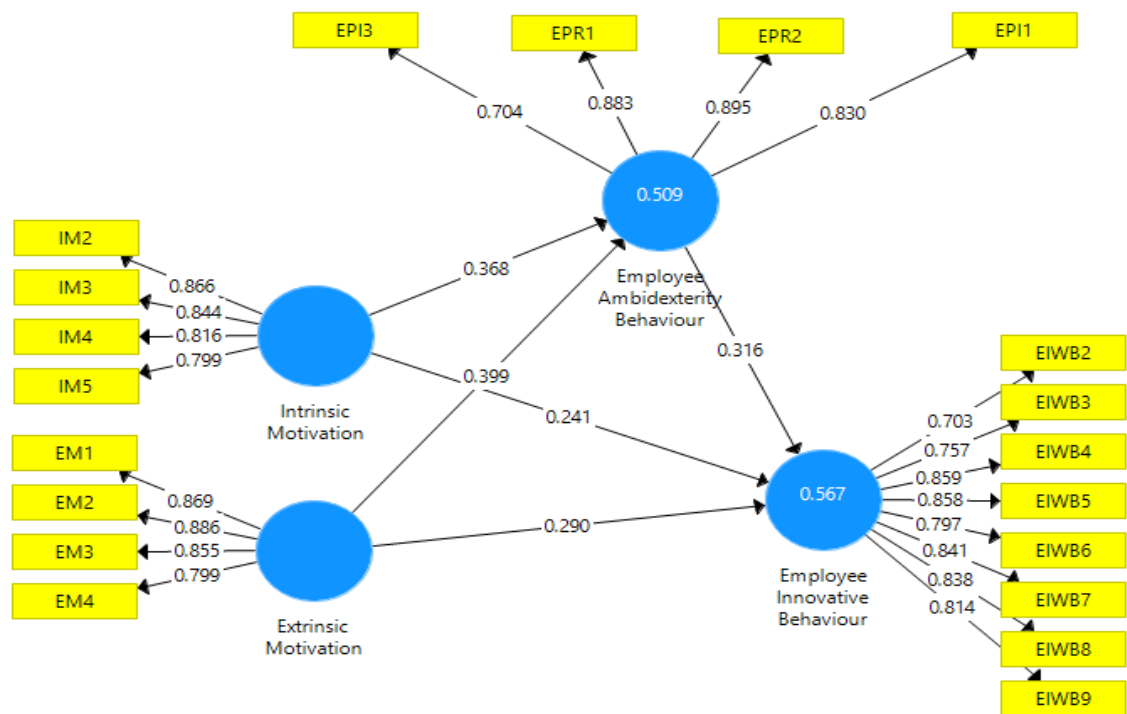 EPI3
EPR1
EPR2
EPI1
0.704
0.883
0.895
0.830
0.509
Employee
Ambidexterity
Behaviour
IM2
IM3
IM4
IM5
0.866
0.844
0.816
0.799
Intrinsic
Motivation
0.368
0.399
0.241
0.316
EM1
EM2
EM3
EM4
0.869
0.886
0.855
0.799
Extrinsic
Motivation
0.290
0.567
Employee
Innovative
Behaviour
0.703
0.757
0.859
0.858
0.797
0.841
0.838
0.814
EIWB2
EIWB3
EIWB4
EIWB5
EIWB6
EIWB7
EIWB8
EIWB9